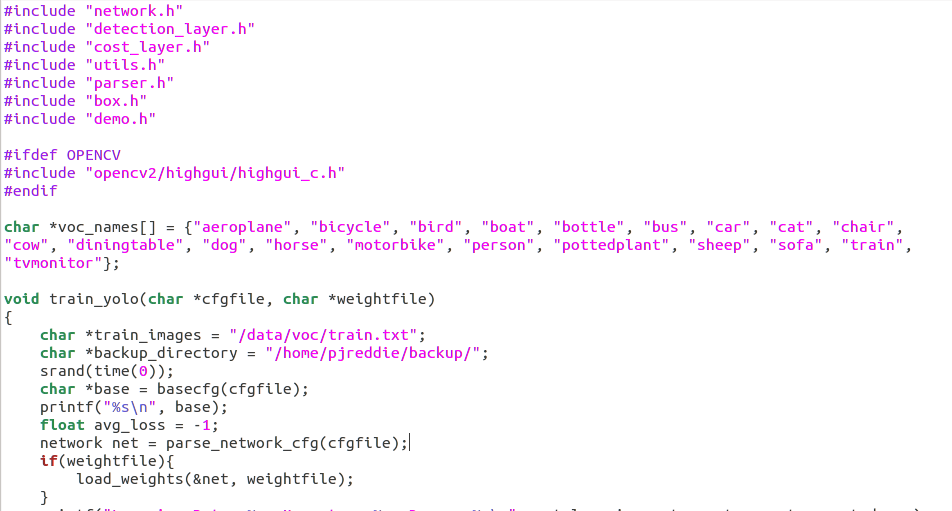 #include "network.h"
#include "detection_layer.h"
#include "cost_layer.h"
#include "utils.h"
#include "parser.h"
#include "box.h"
#include "demo.h"
#ifdef OPENCV
#include "opencv2/highgui/highgui_c.h"
#endif
char *voc_names[] = {"aeroplane", "bicycle", "bird", "boat", "bottle", "bus", "car", "cat", "chair",
"cow", "diningtable", "dog", "horse", "motorbike", "person", "pottedplant", "sheep", "sofa", "train",
"tvmonitor"};
void train_yolo(char *cfgfile, char *weightfile)
{
    char *train_images = "/data/voc/train.txt";
    char *backup_directory = "/home/pjreddie/backup/";
    srand(time(0));
    char *base = basecfg(cfgfile);
    printf("%s\n", base);
    float avg_loss = -1;
    network net = parse_network_cfg(cfgfile);
    if(weightfile){
        load_weights(&net, weightfile);
    }